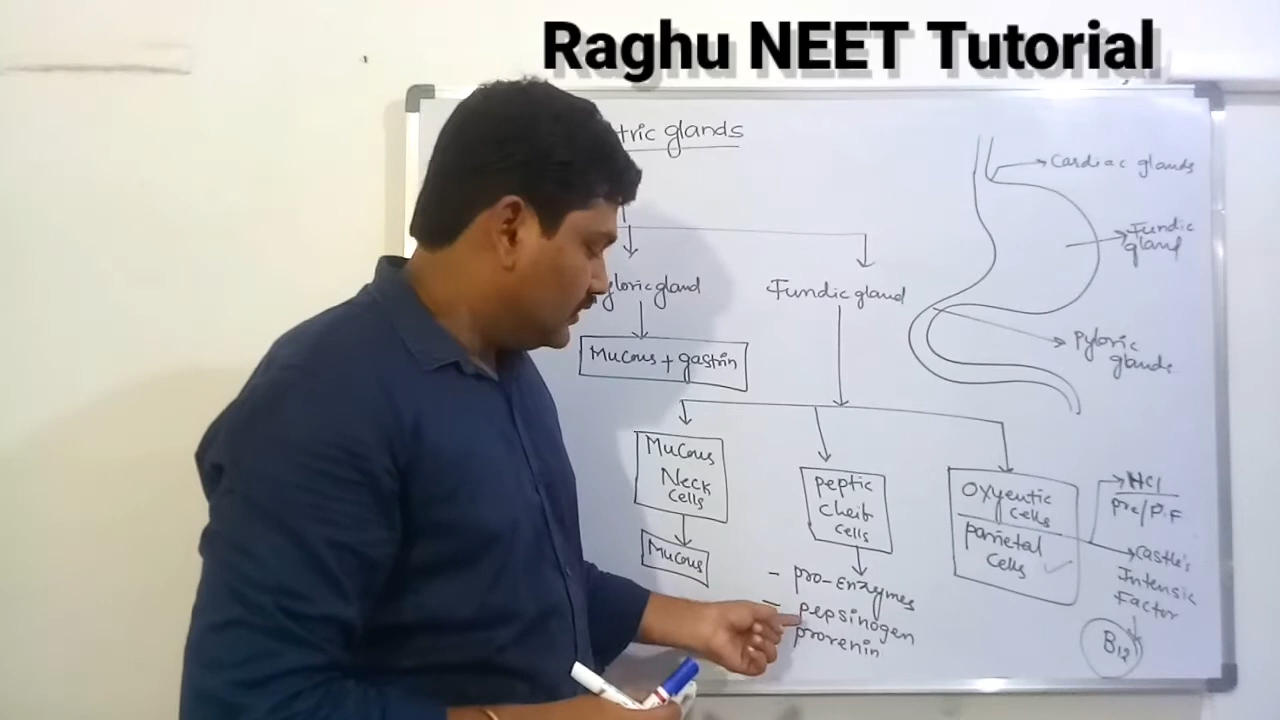 Raghu NEET Tutorial
tric glands
Cardiac glands
Fundic
gland
yloric gland
Fundic gland
Pyloric
glands
Mucous + gastrin
Mucous
Neck
cells
peptic
cheif
cells
Oxyentic
cells
parietal
cells
HCl
pre/P.F
Castle's
Intensic
Factor
B12
Mucous
- pro-enzymes
- pepsinogen
prorenin